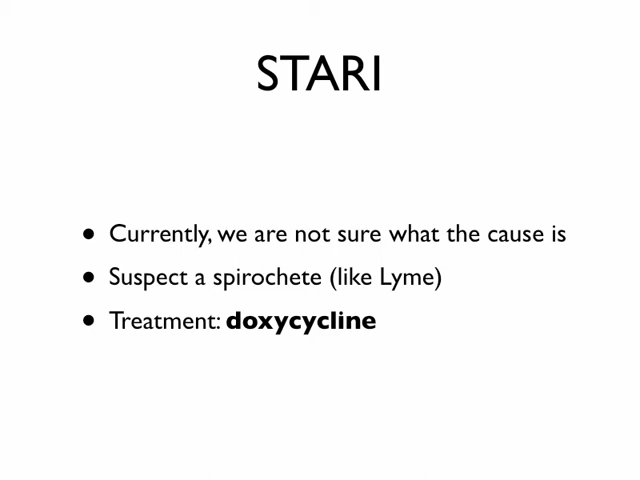 STARI
• Currently, we are not sure what the cause is
• Suspect a spirochete (like Lyme)
• Treatment: doxycycline